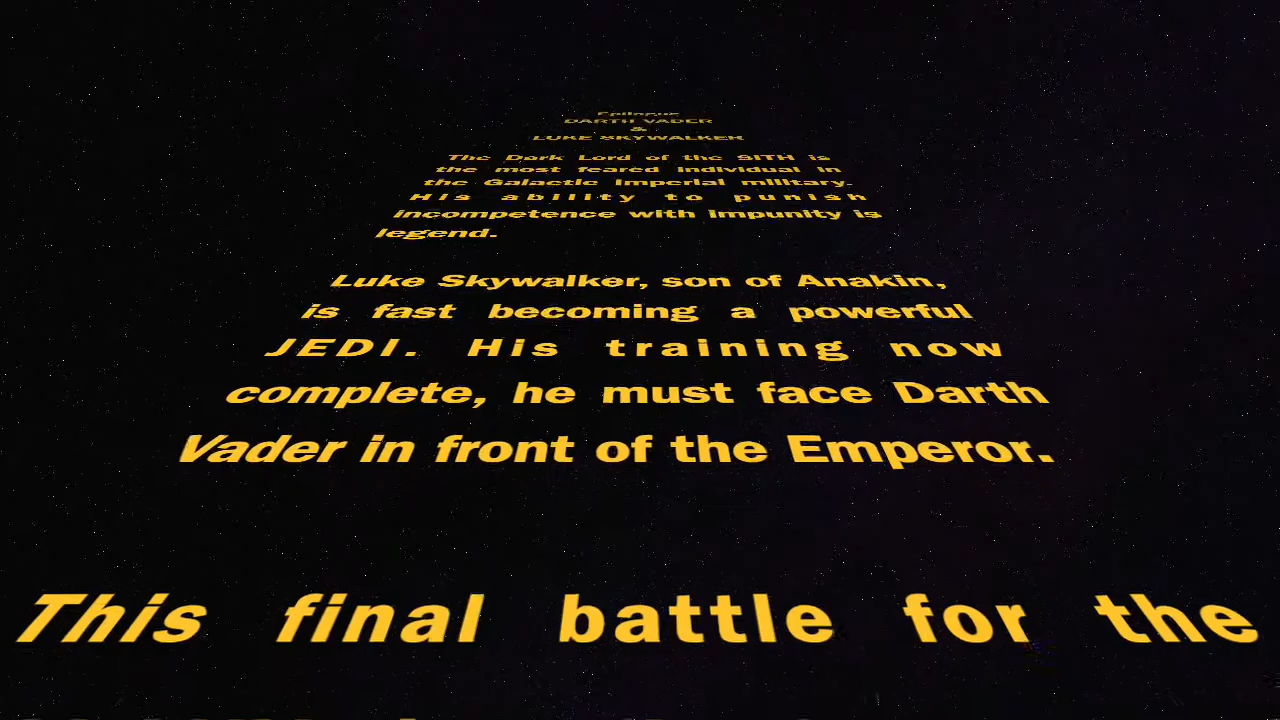 Epilogue
DARTH VADER
&
LUKE SKYWALKER
The Dark Lord of the SITH is
the most feared individual in
the Galactic Imperial military.
His ability to punish
incompetence with impunity is
legend.
Luke Skywalker, son of Anakin,
is fast becoming a powerful
JEDI. His training now
complete, he must face Darth
Vader in front of the Emperor.
This final battle for the